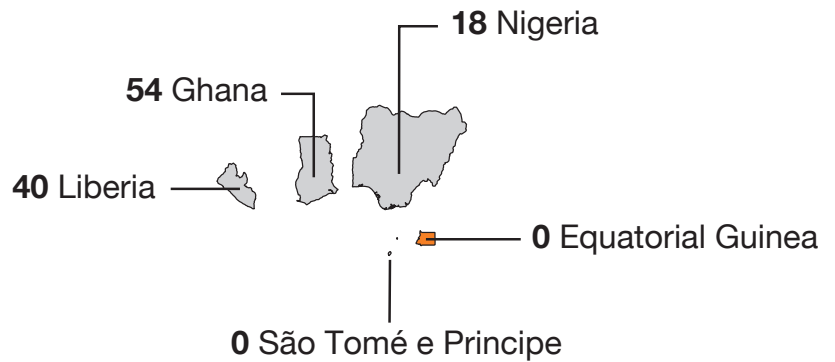 18 Nigeria
54 Ghana
40 Liberia
0 Equatorial Guinea
0 São Tomé e Principe